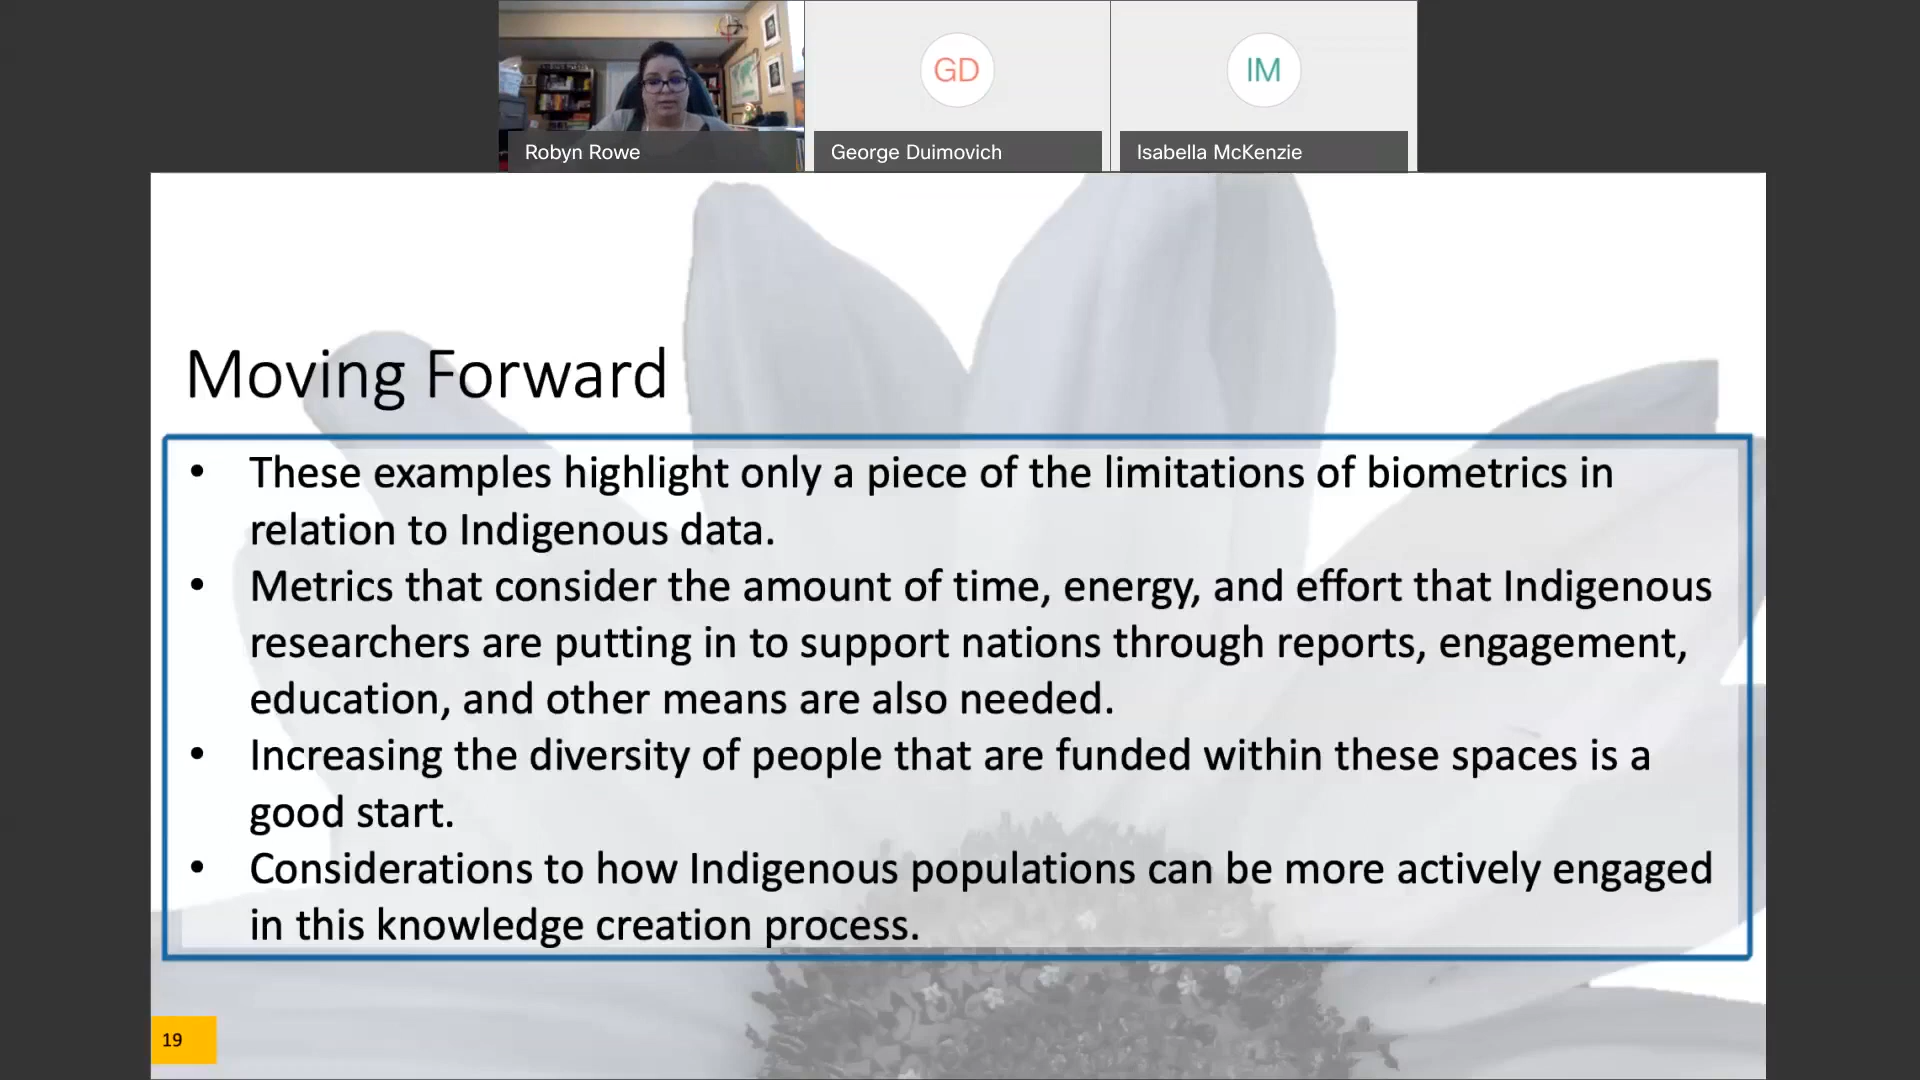 GD
IM
Robyn Rowe
George Duimovich
Isabella McKenzie
Moving Forward
• These examples highlight only a piece of the limitations of biometrics in
relation to Indigenous data.
• Metrics that consider the amount of time, energy, and effort that Indigenous
researchers are putting in to support nations through reports, engagement,
education, and other means are also needed.
• Increasing the diversity of people that are funded within these spaces is a
good start.
• Considerations to how Indigenous populations can be more actively engaged
in this knowledge creation process.
19